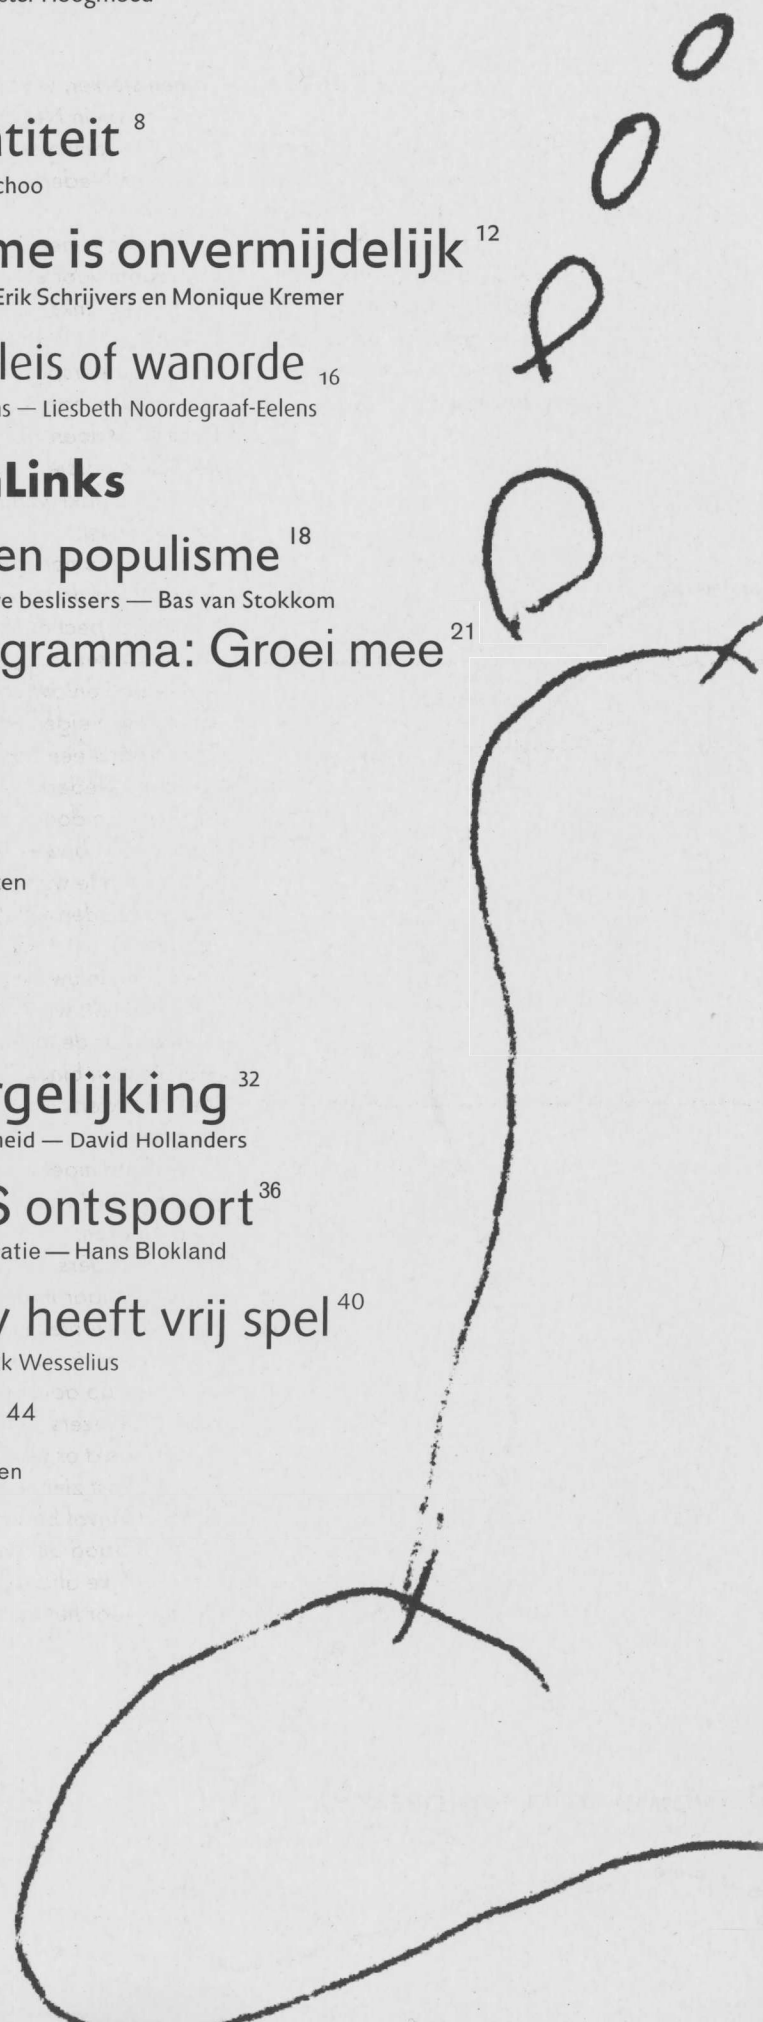 ntiteit 8
choo
me is onvermijdelijk 12
Erik Schrijvers en Monique Kremer
leis of wanorde 16
ns — Liesbeth Noordegraaf-Eelens
Links
en populisme 18
e beslissers — Bas van Stokkom
gramma: Groei mee 21
en
rgelijking 32
heid — David Hollanders
S ontspoort 36
atie — Hans Blokland
y heeft vrij spel 40
k Wesselius
44
en